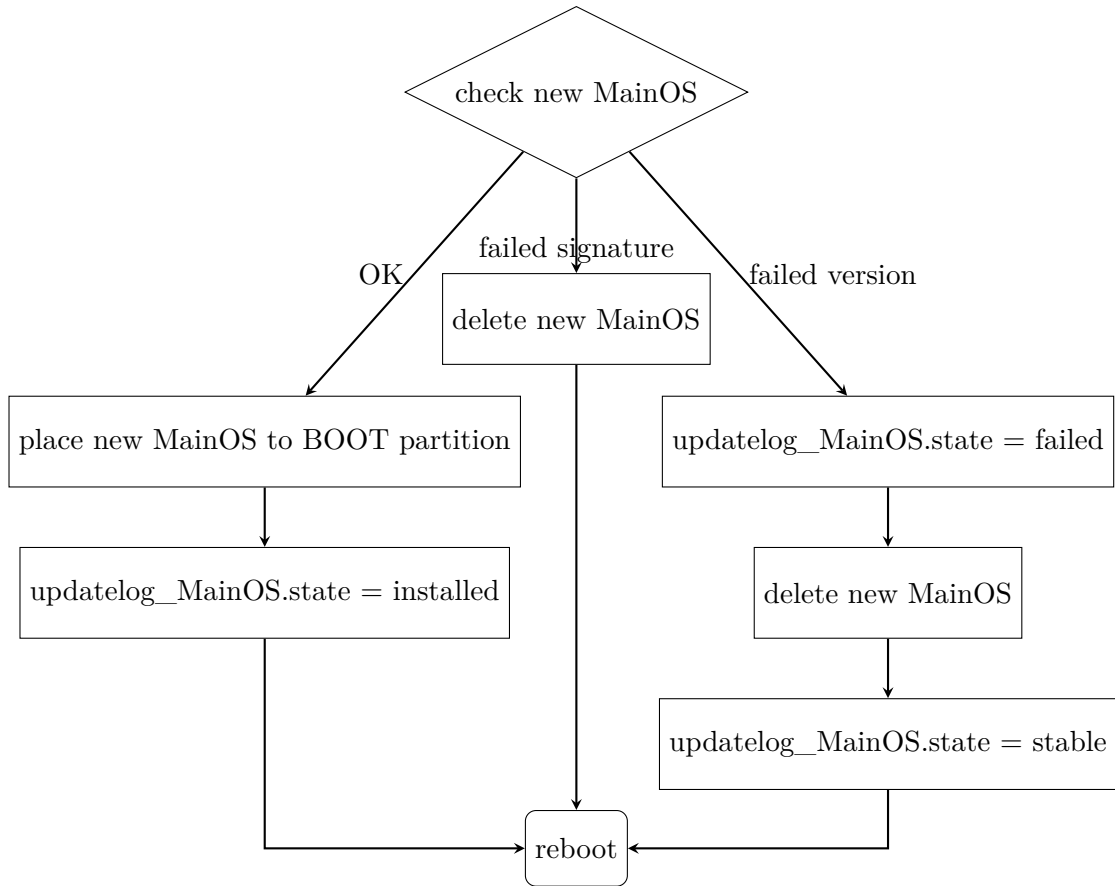 check new MainOS
failed signature
OK
failed version
delete new MainOS
place new MainOS to BOOT partition
updatelog_MainOS.state = failed
updatelog_MainOS.state = installed
delete new MainOS
updatelog_MainOS.state = stable
reboot